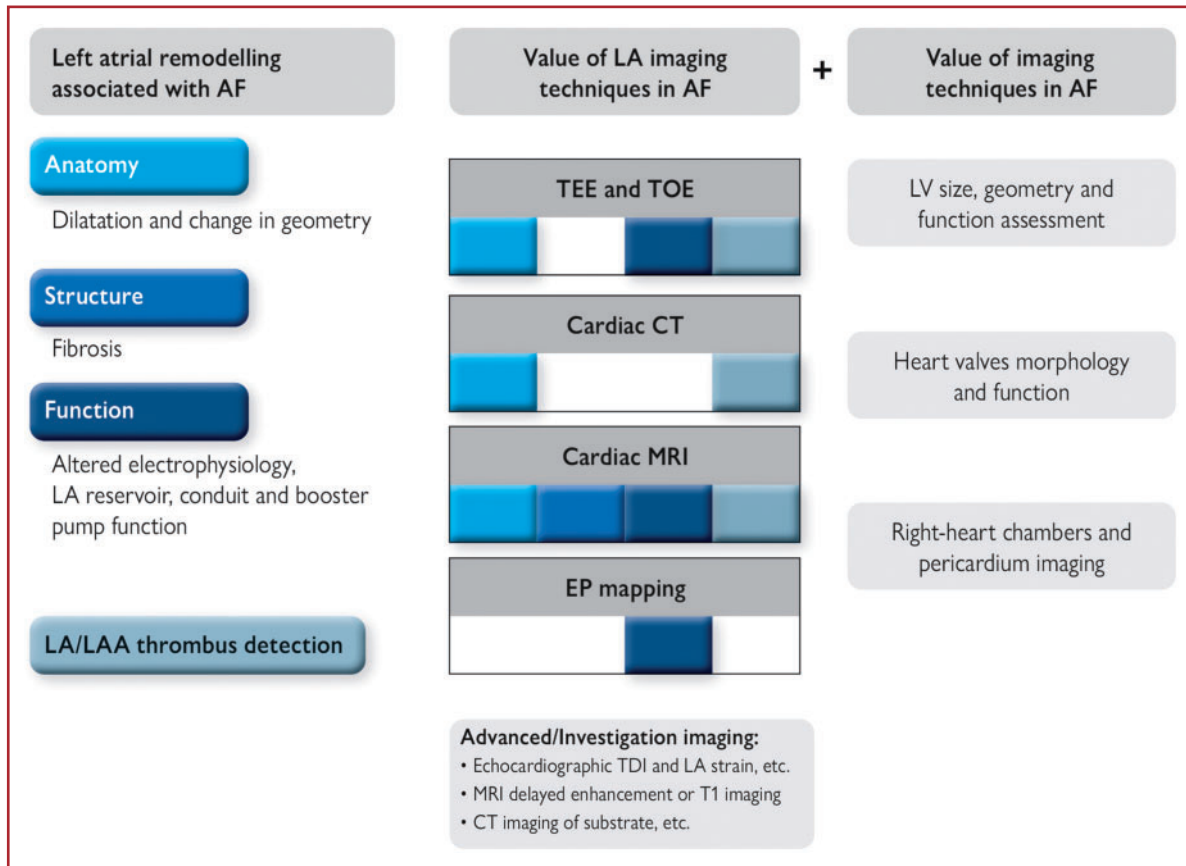 Left atrial remodelling
associated with AF
Anatomy
Dilatation and change in geometry
Structure
Fibrosis
Function
Altered electrophysiology,
LA reservoir, conduit and booster
pump function
LA/LAA thrombus detection
Value of LA imaging
techniques in AF
TEE and TOE
Cardiac CT
Cardiac MRI
EP mapping
Advanced/Investigation imaging:
• Echocardiographic TDI and LA strain, etc.
• MRI delayed enhancement or T1 imaging
• CT imaging of substrate, etc.
+
Value of imaging
techniques in AF
LV size, geometry and
function assessment
Heart valves morphology
and function
Right-heart chambers and
pericardium imaging